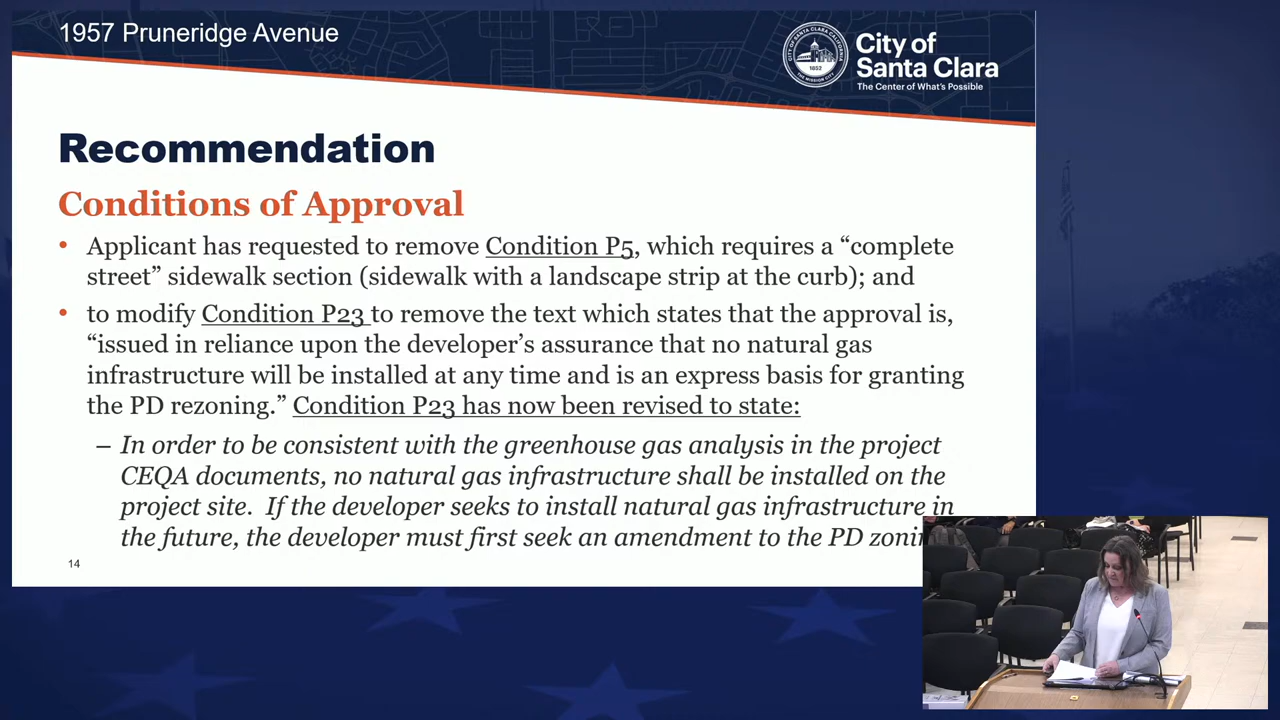 1957 Pruneridge Avenue
City of
Santa Clara
The Center of What's Possible
1852
Recommendation
Conditions of Approval
• Applicant has requested to remove Condition P5, which requires a “complete
street” sidewalk section (sidewalk with a landscape strip at the curb); and
• to modify Condition P23 to remove the text which states that the approval is,
“issued in reliance upon the developer’s assurance that no natural gas
infrastructure will be installed at any time and is an express basis for granting
the PD rezoning.” Condition P23 has now been revised to state:
– In order to be consistent with the greenhouse gas analysis in the project
CEQA documents, no natural gas infrastructure shall be installed on the
project site. If the developer seeks to install natural gas infrastructure in
the future, the developer must first seek an amendment to the PD
14